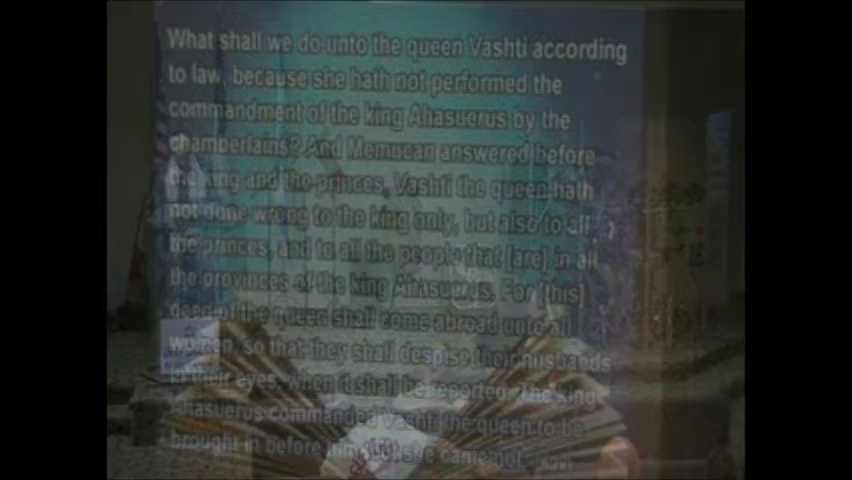 What shall we do unto the queen Vashti according
to law, because she hath not performed the
commandment of the king Ahasuerus by the
chamberlains? And Memucan answered before
the king and the princes, Vashti the queen hath
not done wrong to the king only, but also to all
the princes, and to all the people that [are] in all
the provinces of the king Ahasuerus. For [this]
deed of the queen shall come abroad unto all
women, so that they shall despise their husbands
in their eyes, when it shall be reported, The king
Ahasuerus commanded Vashti the queen to be
brought in before him, but she came not.